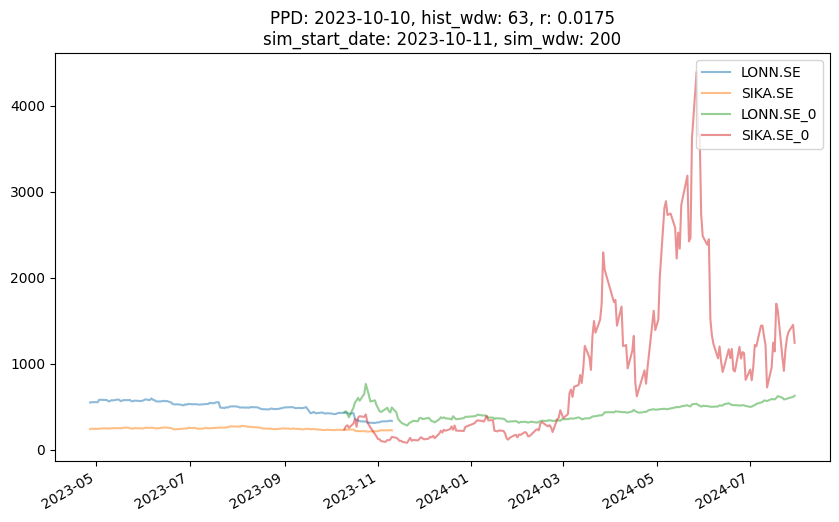 PPD: 2023-10-10, hist_wdw: 63, r: 0.0175
sim_start_date: 2023-10-11, sim_wdw: 200
LONN.SE
SIKA.SE
LONN.SE_0
SIKA.SE_0
4000
3000
2000
1000
0
2023-05
2023-07
2023-09
2023-11
2024-01
2024-03
2024-05
2024-07